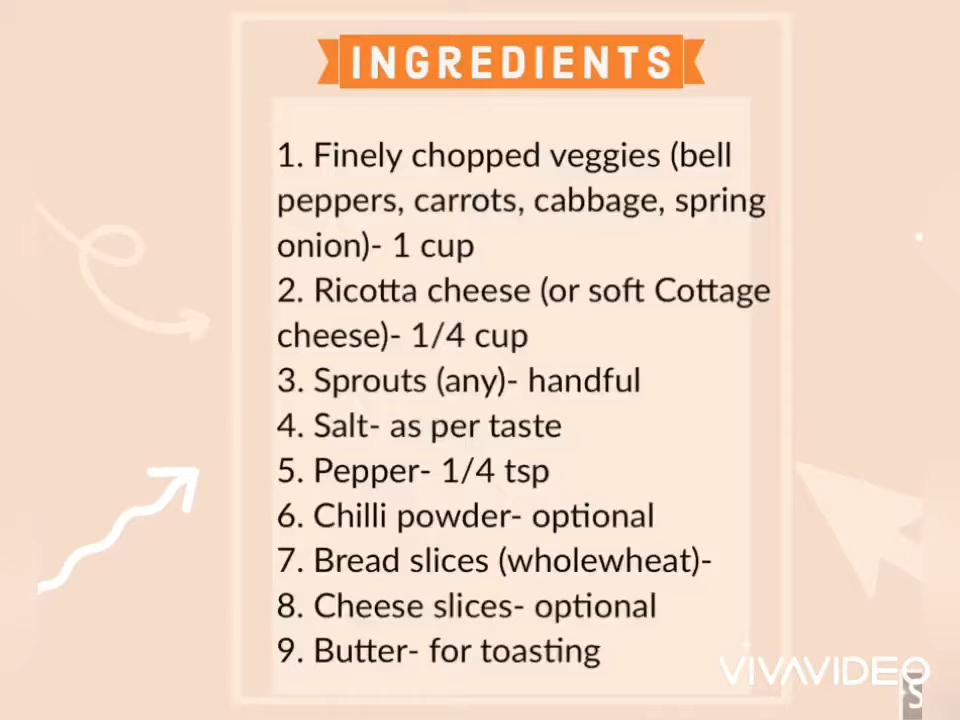 INGREDIENTS
1. Finely chopped veggies (bell
peppers, carrots, cabbage, spring
onion)- 1 cup
2. Ricotta cheese (or soft Cottage
cheese)- 1/4 cup
3. Sprouts (any)- handful
4. Salt- as per taste
5. Pepper- 1/4 tsp
6. Chilli powder- optional
7. Bread slices (wholewheat)-
8. Cheese slices- optional
9. Butter- for toasting
VIVAVIDEO
S